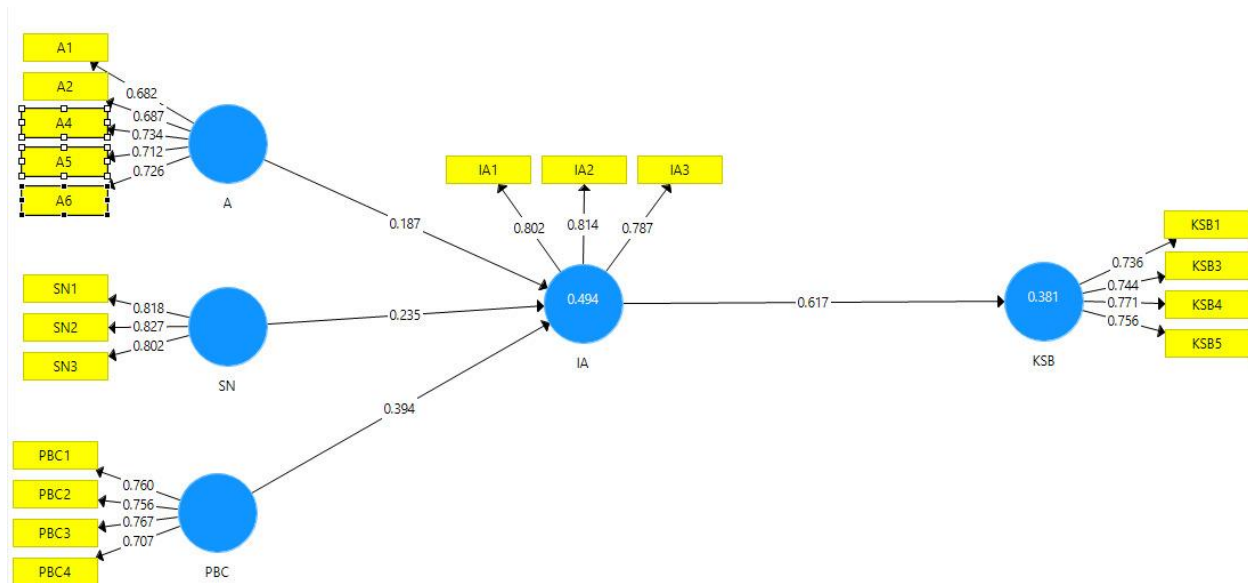 A1
A2
A4
A5
A6
0.682
0.687
0.734
0.712
0.726
A
0.187
SN1
SN2
SN3
0.818
0.827
0.802
SN
0.235
PBC1
PBC2
PBC3
PBC4
0.760
0.756
0.767
0.707
PBC
0.394
IA1
IA2
IA3
0.802
0.814
0.787
0.494
IA
0.617
0.381
KSB
0.736
0.744
0.771
0.756
KSB1
KSB3
KSB4
KSB5